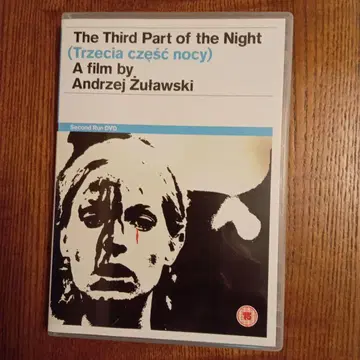 The Third Part of the Night
(Trzecia część nocy)
A film by
Andrzej Żuławski
Second Run DVD
15